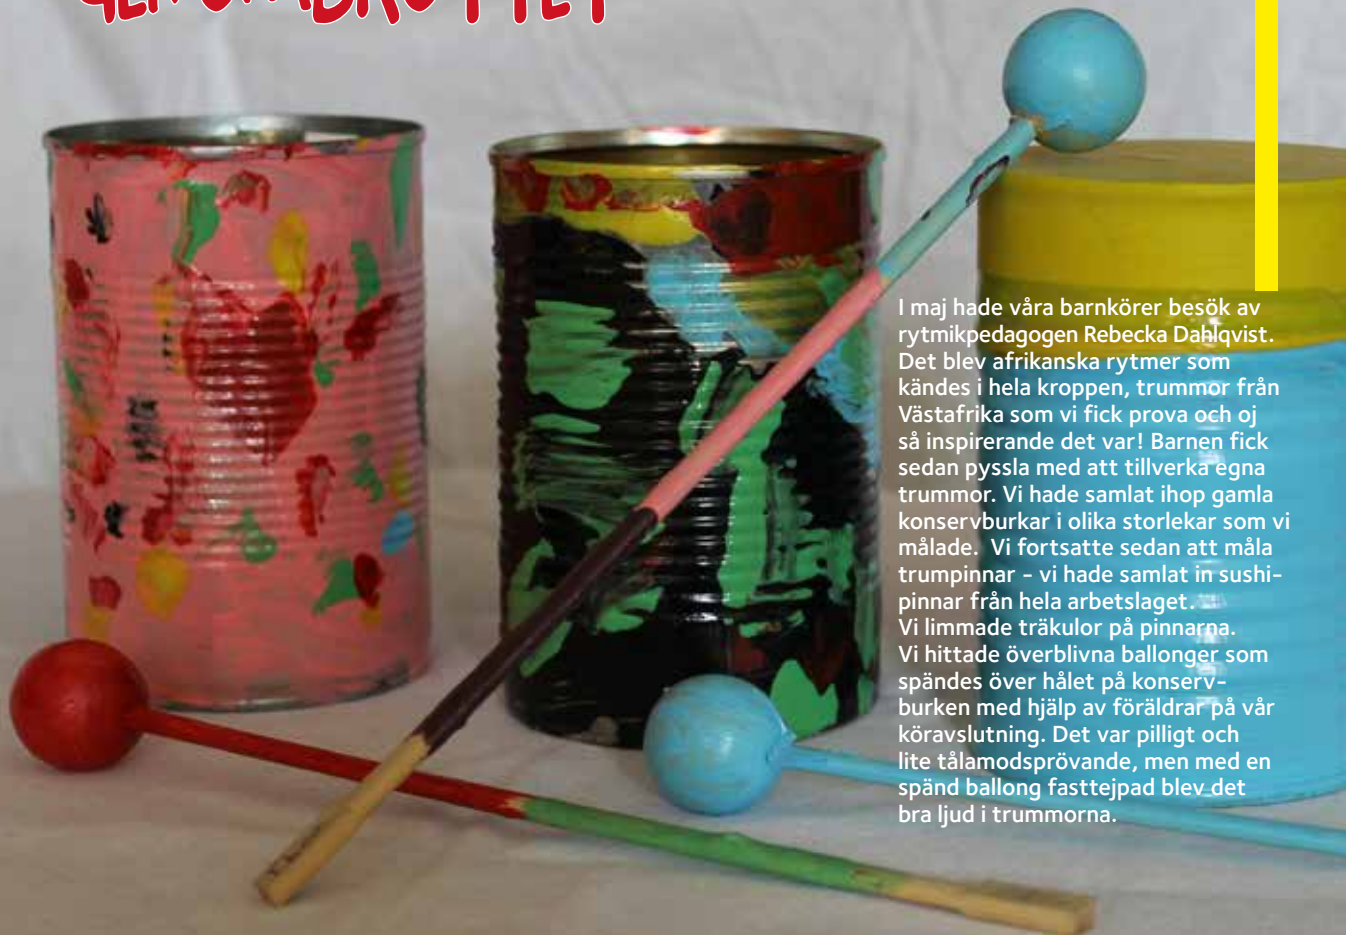 GENOMBROTTET
I maj hade våra barnkörer besök av
rytmikpedagogen Rebecka Dahlqvist.
Det blev afrikanska rytmer som
kändes i hela kroppen, trummor från
Västafrika som vi fick prova och oj
så inspirerande det var! Barnen fick
sedan pyssla med att tillverka egna
trummor. Vi hade samlat ihop gamla
konservburkar i olika storlekar som vi
målade.  Vi fortsatte sedan att måla
trumpinnar – vi hade samlat in sushi-
pinnar från hela arbetslaget.
Vi limmade träkulor på pinnarna.
Vi hittade överblivna ballonger som
spändes över hålet på konserv-
burken med hjälp av föräldrar på vår
köravslutning. Det var pilligt och
lite tålamodsprövande, men med en
spänd ballong fasttejpad blev det
bra ljud i trummorna.